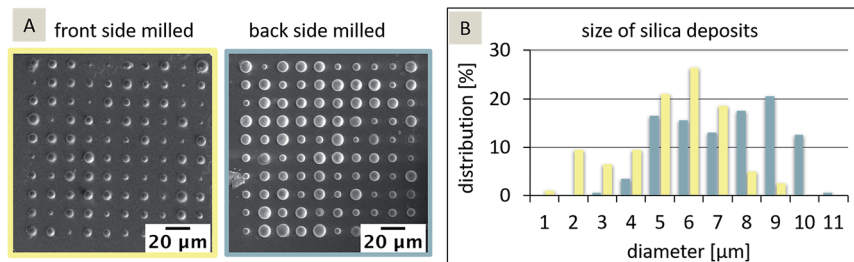 A
front side milled
back side milled
20 µm
20 µm
B
size of silica deposits
distribution [%]
30
20
10
0
1 2 3 4 5 6 7 8 9 10 11
diameter [µm]